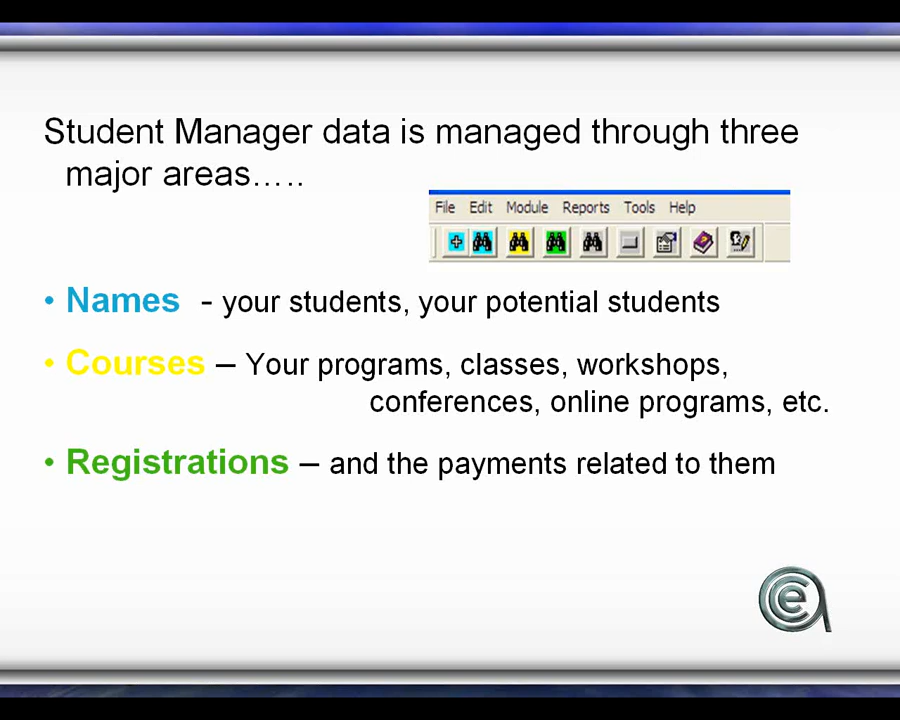 Student Manager data is managed through three
major areas…..
File Edit Module Reports Tools Help
• Names - your students, your potential students
• Courses – Your programs, classes, workshops,
conferences, online programs, etc.
• Registrations – and the payments related to them